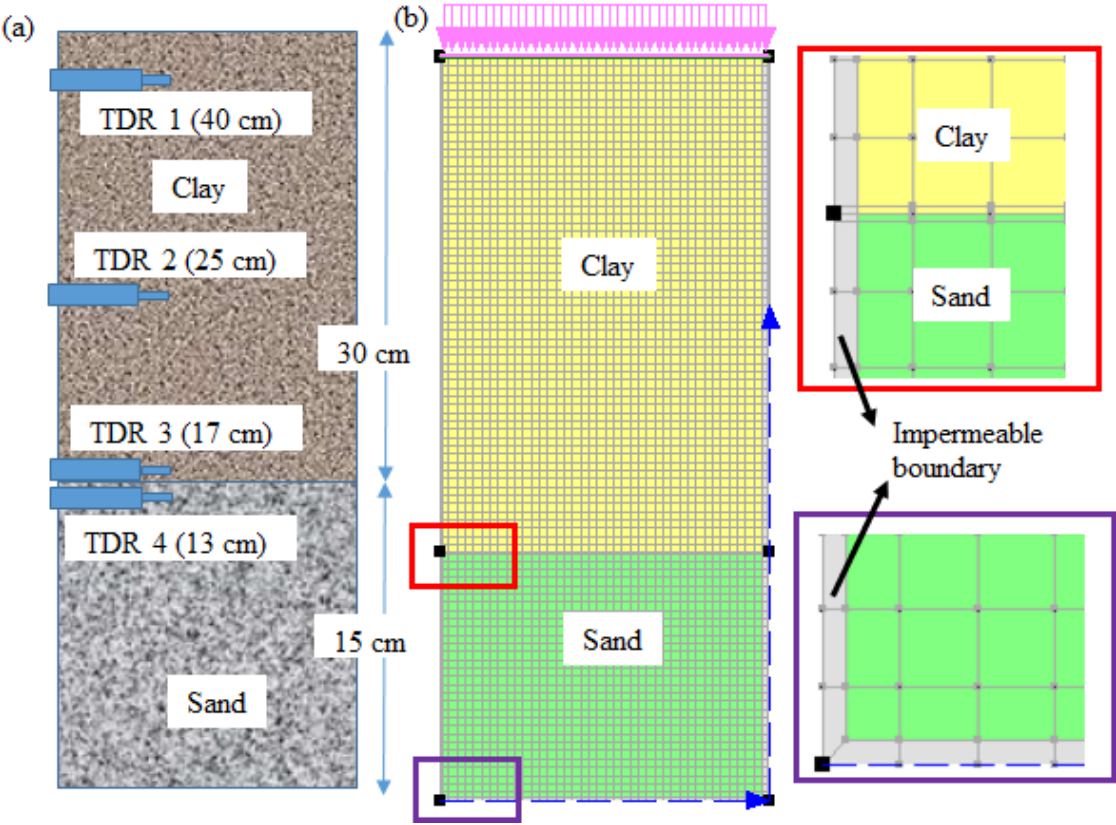 (a)
TDR 1 (40 cm)
Clay
TDR 2 (25 cm)
30 cm
TDR 3 (17 cm)
TDR 4 (13 cm)
15 cm
Sand
(b)
Clay
Sand
Clay
Sand
Impermeable
boundary